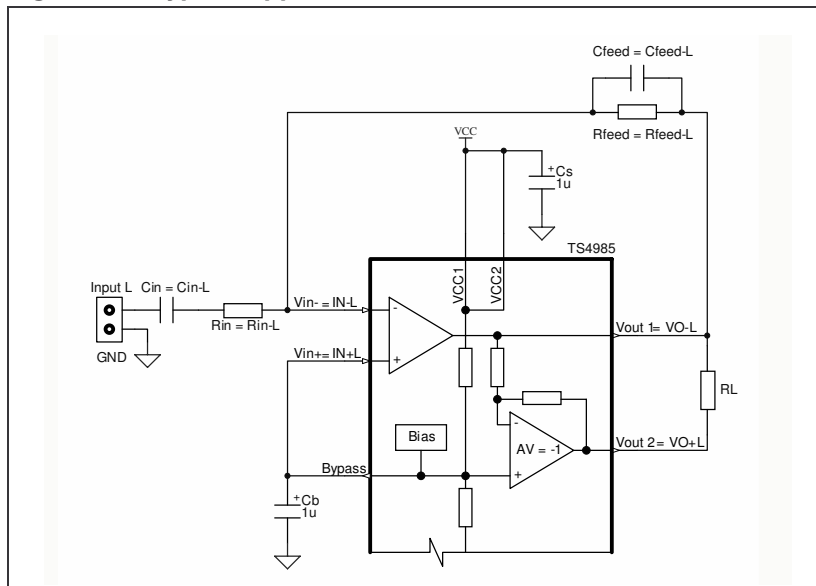 Cfeed = Cfeed-L
Rfeed = Rfeed-L
VCC
+Cs
1u
TS4985
VCC1
VCC2
Input L
Cin = Cin-L
Rin = Rin-L
GND
Vin- = IN-L
-
Vin+= IN+L
+
Vout 1= VO-L
RL
Bias
-
AV = -1
+
Vout 2 = VO+L
Bypass
+Cb
1u